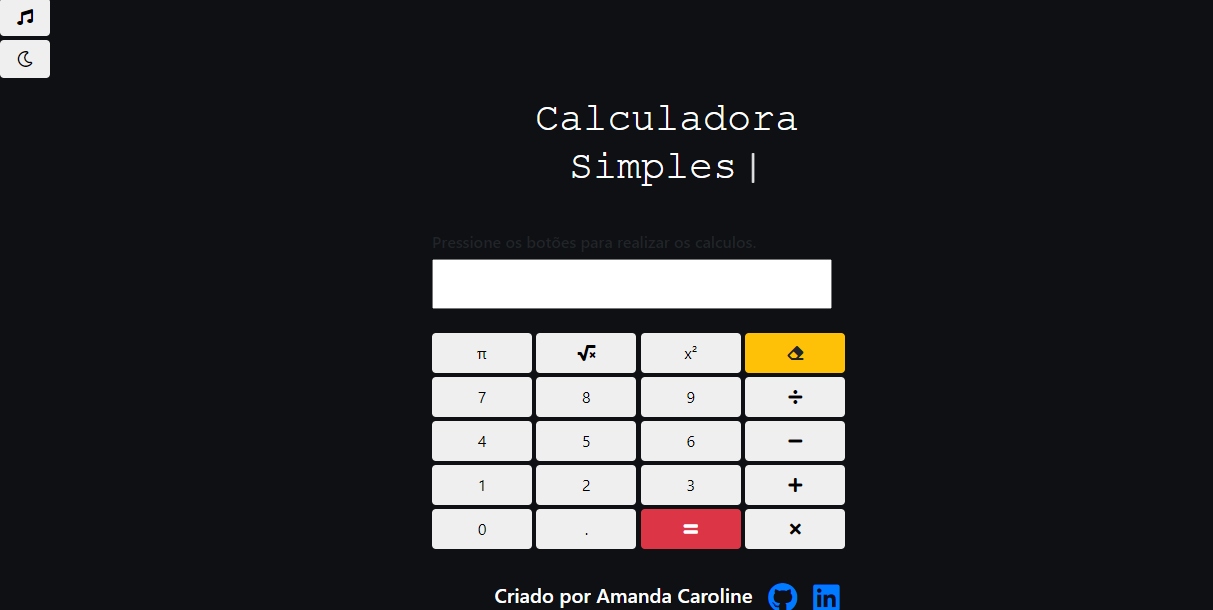 Calculadora
Simples|
Pressione os botões para realizar os calculos.
π √x x²
7 8 9 ÷
4 5 6 −
1 2 3 +
0 . = ×
Criado por Amanda Caroline in